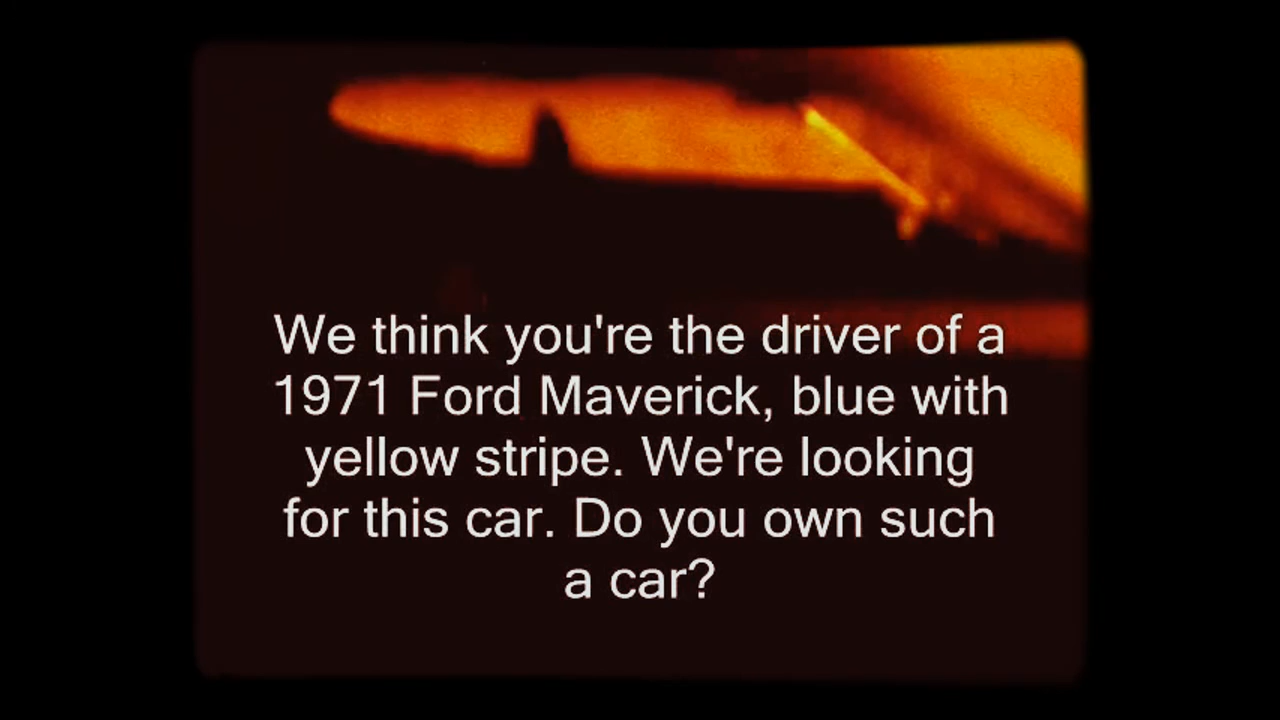 We think you're the driver of a
1971 Ford Maverick, blue with
yellow stripe. We're looking
for this car. Do you own such
a car?